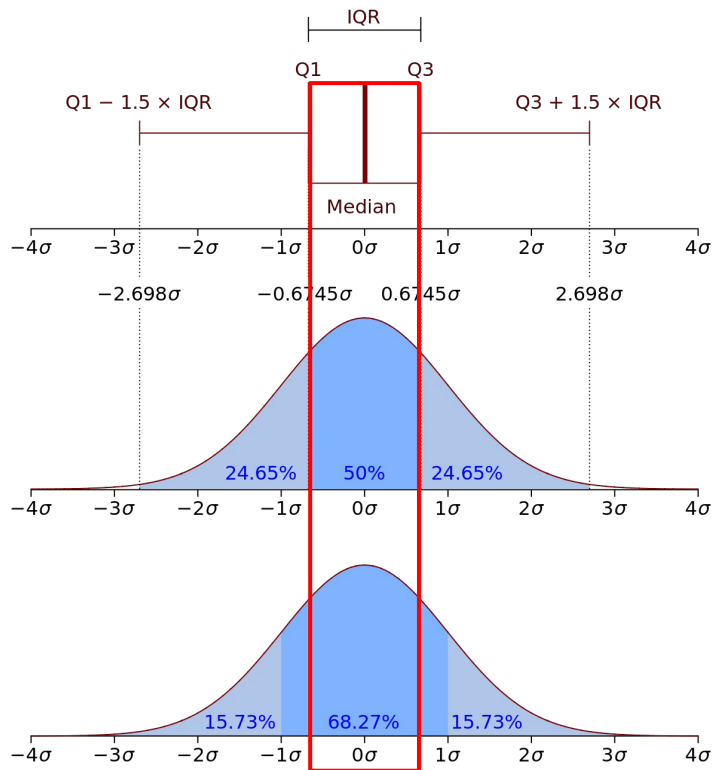 IQR
Q1 Q3
Q1 − 1.5 × IQR Q3 + 1.5 × IQR
Median
−4σ −3σ −2σ −1σ 0σ 1σ 2σ 3σ 4σ
−2.698σ −0.6745σ 0.6745σ 2.698σ
24.65% 50% 24.65%
−4σ −3σ −2σ −1σ 0σ 1σ 2σ 3σ 4σ
15.73% 68.27% 15.73%
−4σ −3σ −2σ −1σ 0σ 1σ 2σ 3σ 4σ